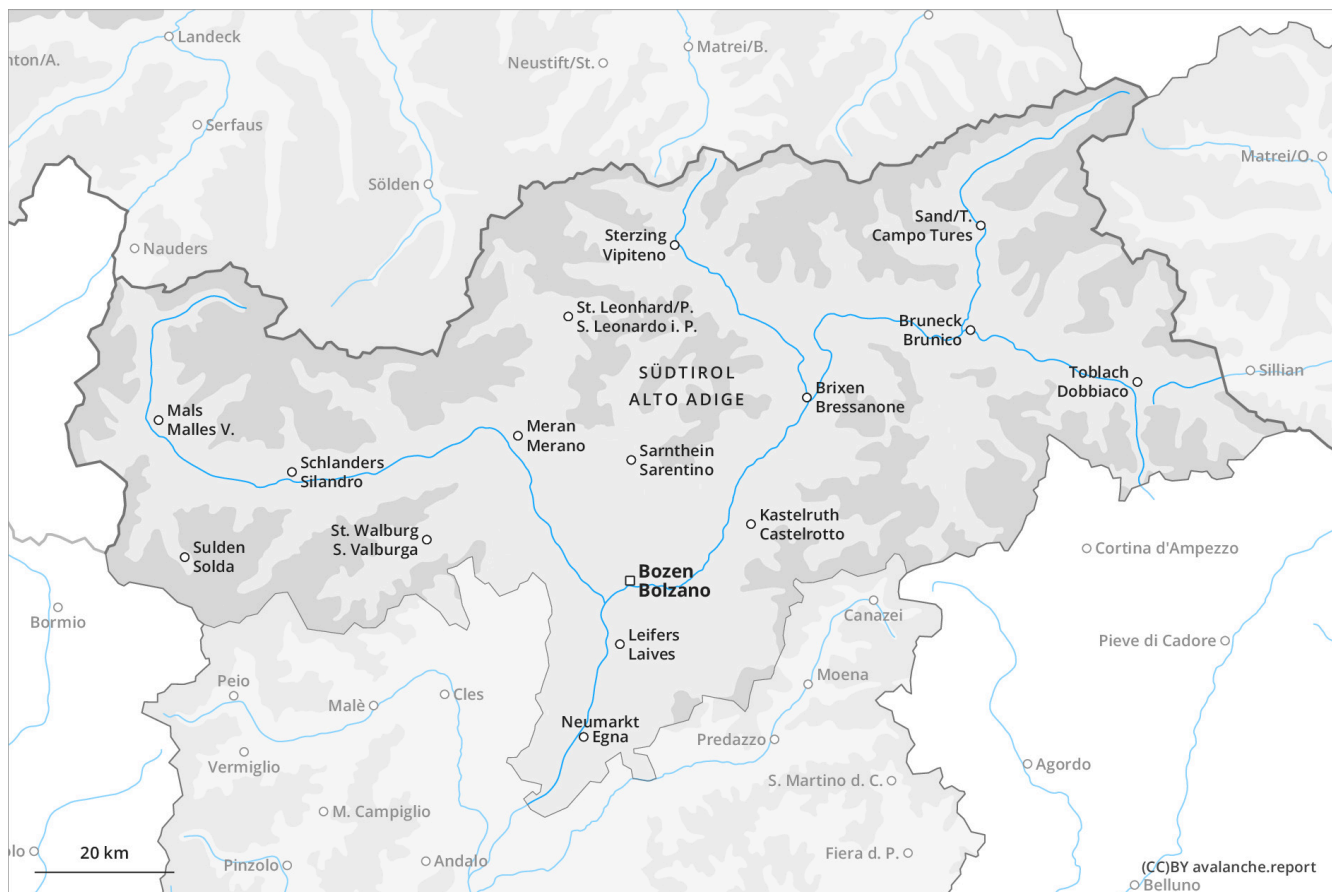 Landeck
nton/A.
Matrei/B.
Neustift/St.
Serfaus
Matrei/O.
Sölden
Sand/T.
Campo Tures
Sterzing
Vipiteno
Nauders
St. Leonhard/P.
S. Leonardo i. P.
Bruneck
Brunico
SÜDTIROL
ALTO ADIGE
Toblach
Dobbiaco
Sillian
Brixen
Bressanone
Mals
Malles V.
Meran
Merano
Sarnthein
Sarentino
Schlanders
Silandro
Kastelruth
Castelrotto
St. Walburg
S. Valburga
Sulden
Solda
Cortina d'Ampezzo
Bozen
Bolzano
Bormio
Canazei
Leifers
Laives
Pieve di Cadore
Peio
Moena
Malè
Cles
Neumarkt
Egna
Predazzo
Vermiglio
Agordo
S. Martino d. C.
M. Campiglio
olo
20 km
Pinzolo
Andalo
Fiera d. P.
(CC)BY avalanche.report
Belluno